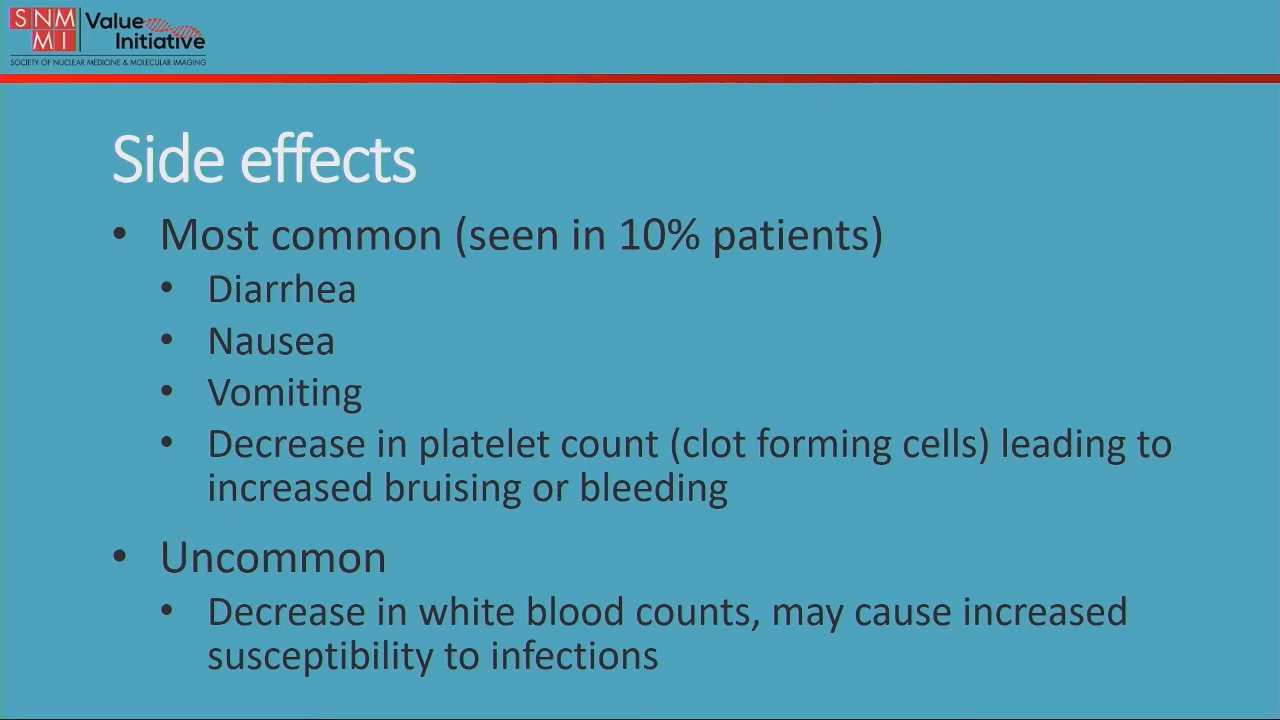 SNM
MI
Value
Initiative
SOCIETY OF NUCLEAR MEDICINE & MOLECULAR IMAGING
Side effects
• Most common (seen in 10% patients)
• Diarrhea
• Nausea
• Vomiting
• Decrease in platelet count (clot forming cells) leading to
increased bruising or bleeding
• Uncommon
• Decrease in white blood counts, may cause increased
susceptibility to infections